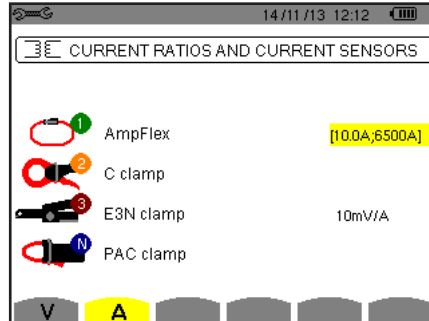 14/11/13 12:12
CURRENT RATIOS AND CURRENT SENSORS
1 AmpFlex [10.0A;6500A]
2 C clamp
3 E3N clamp 10mV/A
N PAC clamp
V A